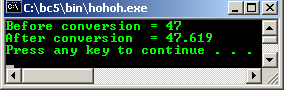 C:\bc5\bin\hohoh.exe
Before conversion = 47
After conversion  = 47.619
Press any key to continue . . .